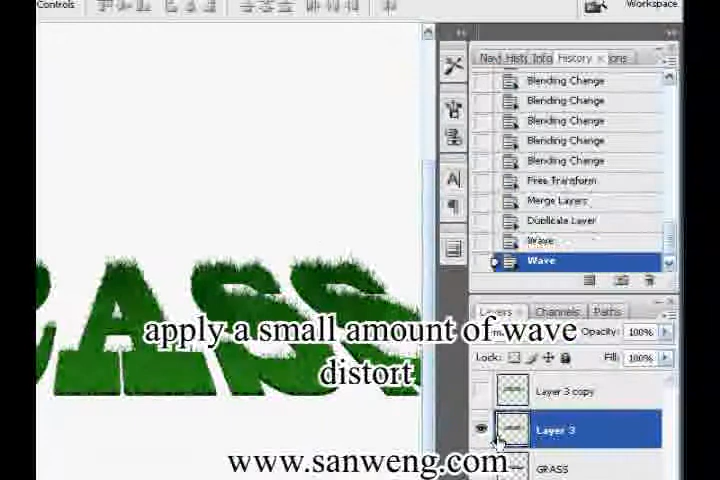 Controls
Workspace
Navi
Histo
Info
History ×
ions
Blending Change
Blending Change
Blending Change
Blending Change
Blending Change
Free Transform
Merge Layers
Duplicate Layer
Wave
Wave
GRASS
apply a small amount of wave
distort
www.sanweng.com
Layers ×
Channels
Paths
Opacity: 100%
Lock:
Fill: 100%
Layer 3 copy
Layer 3
GRASS